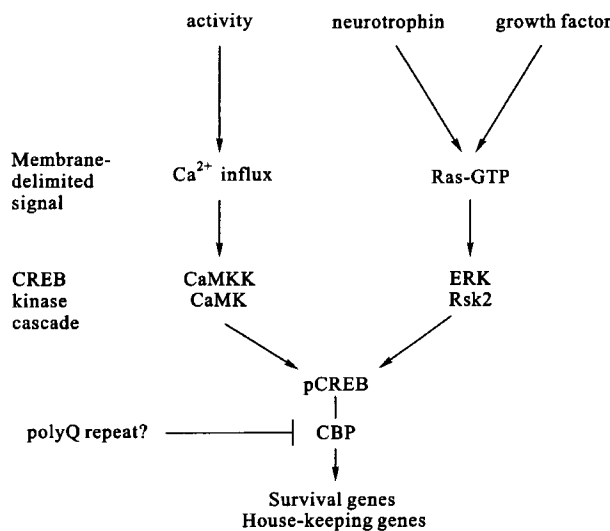 activity neurotrophin growth factor
Membrane-
delimited
signal
Ca²⁺ influx
Ras-GTP
CREB
kinase
cascade
CaMKK
CaMK
ERK
Rsk2
pCREB
polyQ repeat?
CBP
Survival genes
House-keeping genes